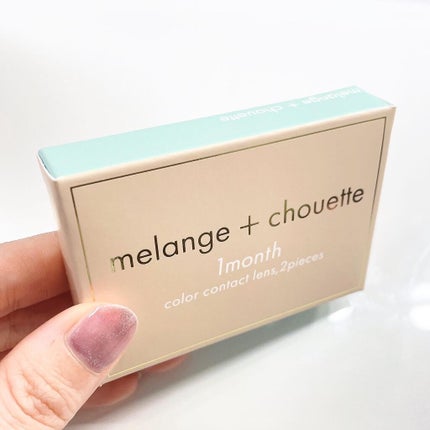 melange + chouette
melange + chouette
1month
color contact lens,2pieces